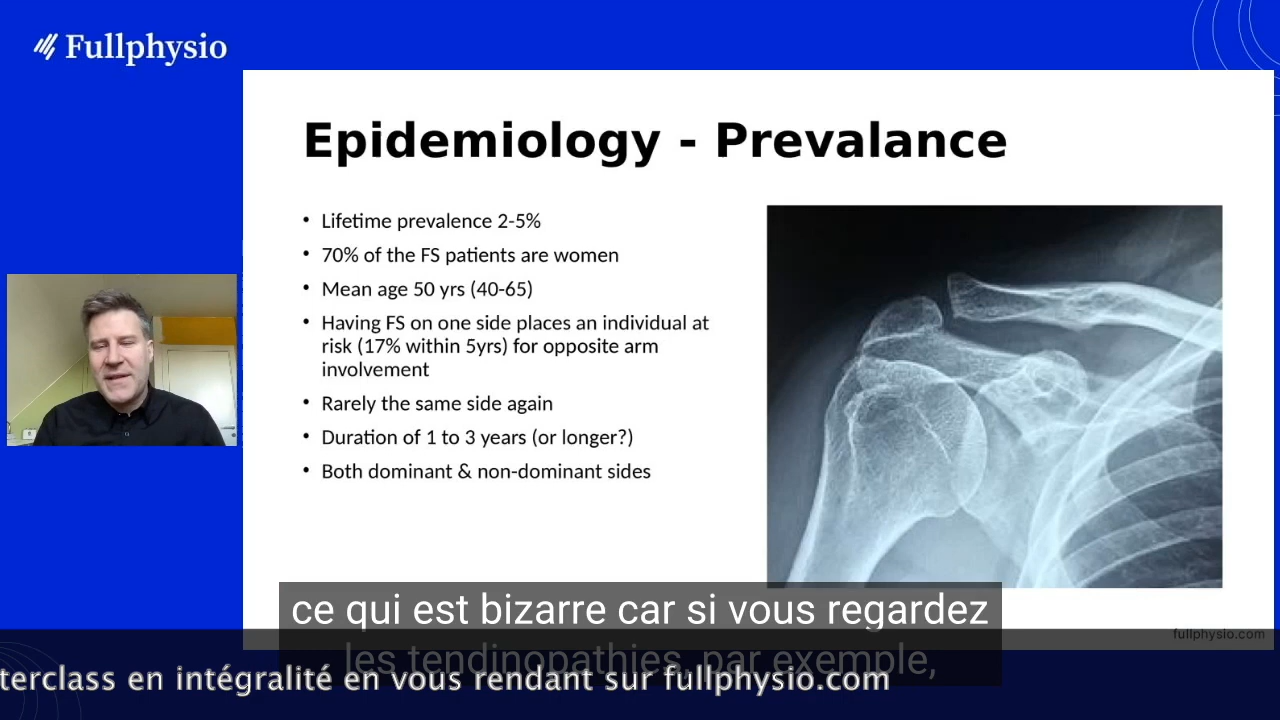 Fullphysio
Epidemiology - Prevalance
• Lifetime prevalence 2-5%
• 70% of the FS patients are women
• Mean age 50 yrs (40-65)
• Having FS on one side places an individual at
risk (17% within 5yrs) for opposite arm
involvement
• Rarely the same side again
• Duration of 1 to 3 years (or longer?)
• Both dominant & non-dominant sides
ce qui est bizarre car si vous regardez
les tendinopathies, par exemple,
fullphysio.com
terclass en intégralité en vous rendant sur fullphysio.com